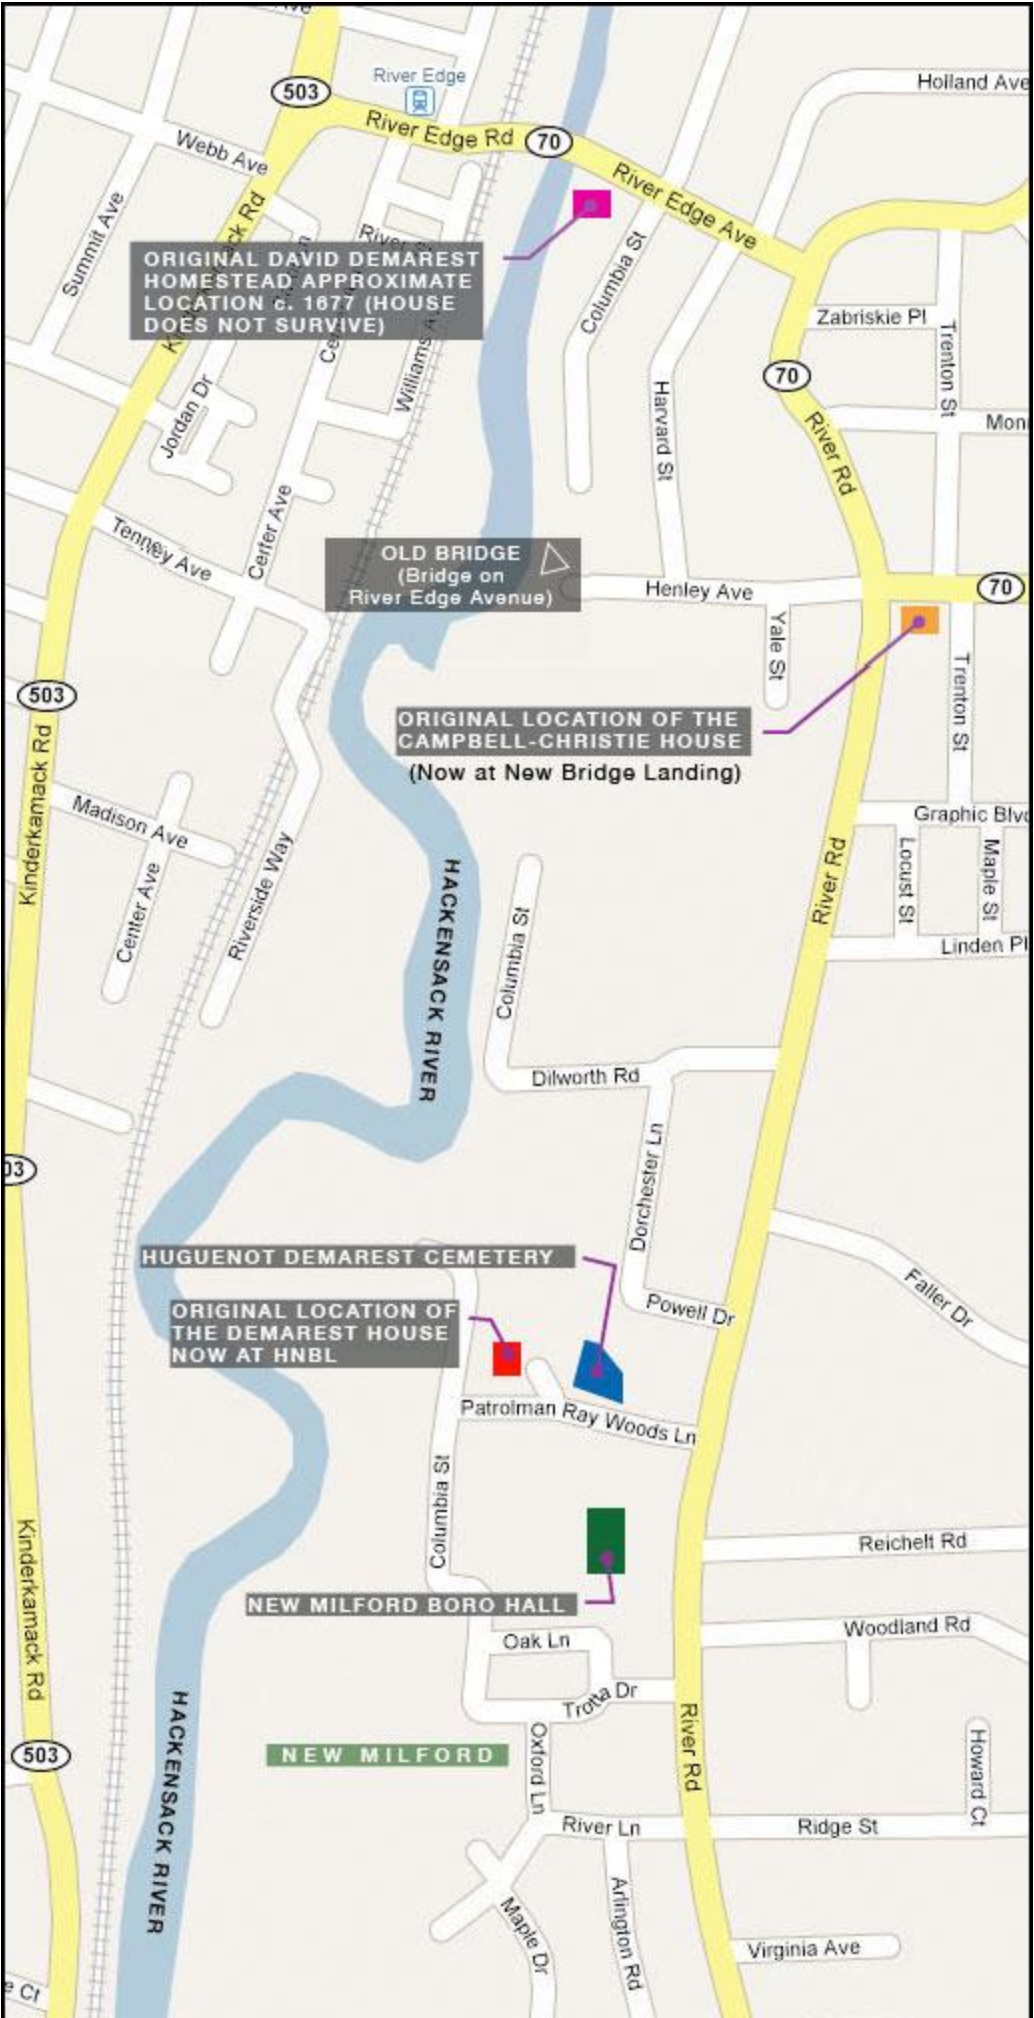 Ave
River Edge
503
Holland Ave
River Edge Rd
70
Webb Ave
River Edge Ave
Summit Ave
Kinderkamack Rd
River
ORIGINAL DAVID DEMAREST
HOMESTEAD APPROXIMATE
LOCATION c. 1677 (HOUSE
DOES NOT SURVIVE)
Columbia St
Zabriskie Pl
Trenton St
70
Williams
Jordan Dr
Harvard St
River Rd
Mon
Center Ave
Tenney Ave
OLD BRIDGE
(Bridge on
River Edge Avenue)
Henley Ave
70
Yale St
Trenton St
503
ORIGINAL LOCATION OF THE
CAMPBELL-CHRISTIE HOUSE
(Now at New Bridge Landing)
Kinderkamack Rd
Madison Ave
Graphic Blvd
Center Ave
Riverside Way
HACKENSACK RIVER
Columbia St
River Rd
Locust St
Maple St
Linden Pl
Dilworth Rd
Dorchester Ln
03
HUGUENOT DEMAREST CEMETERY
Faller Dr
Powell Dr
ORIGINAL LOCATION OF
THE DEMAREST HOUSE
NOW AT HNBL
Patrolman Ray Woods Ln
Columbia St
Kinderkamack Rd
Reichelt Rd
NEW MILFORD BORO HALL
Woodland Rd
Oak Ln
Trotta Dr
HACKENSACK RIVER
River Rd
503
NEW MILFORD
Oxford Ln
Howard Ct
River Ln
Ridge St
Maple Dr
Arlington Rd
Virginia Ave
e Ct